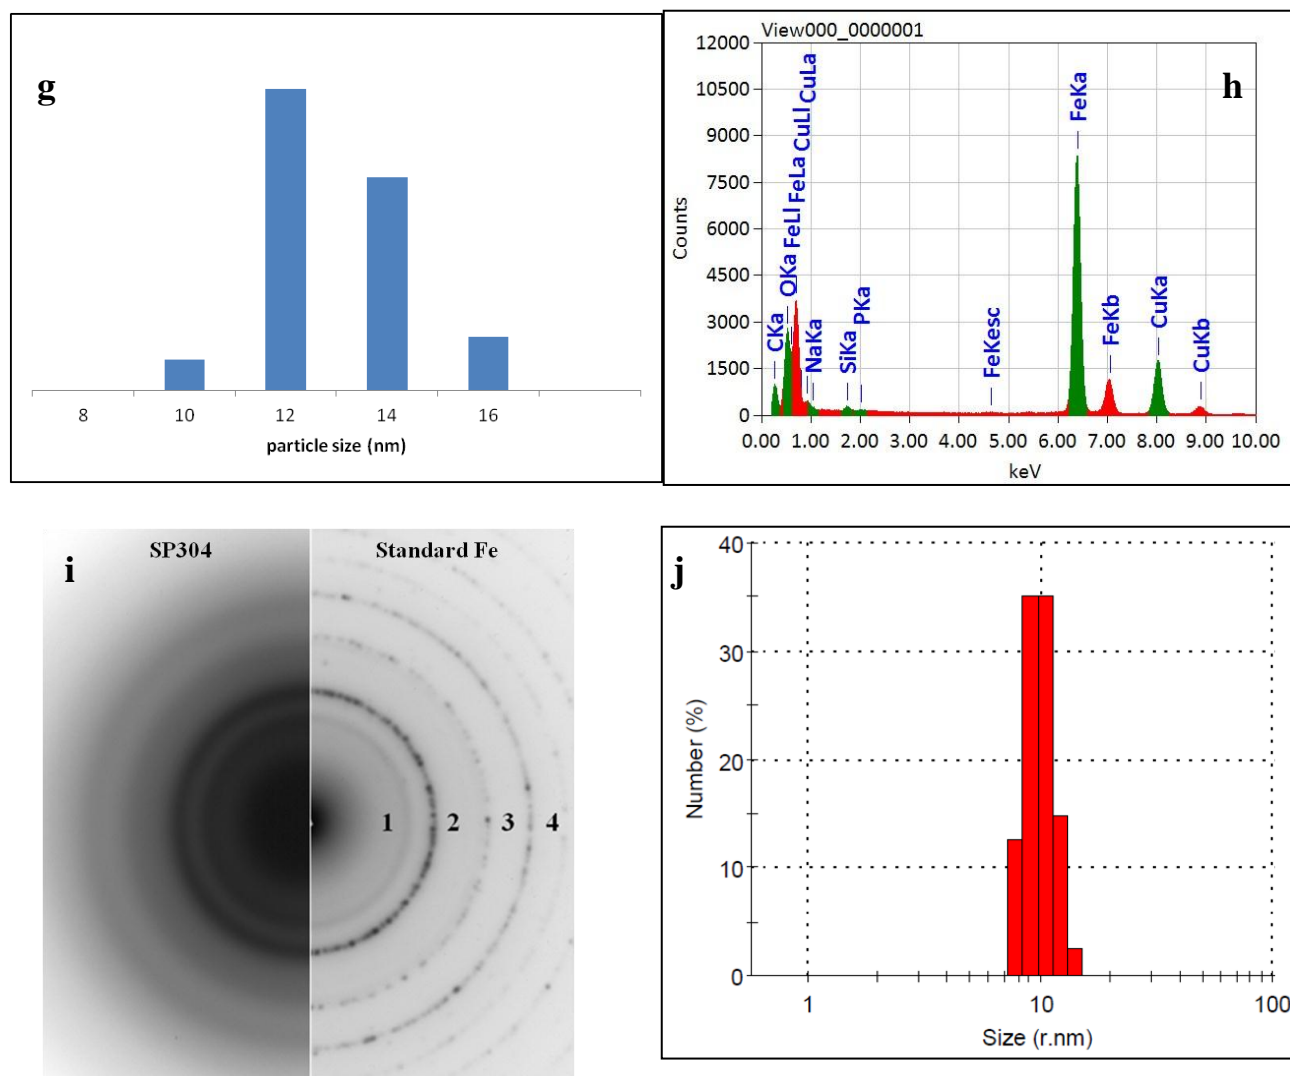 g
8 10 12 14 16
particle size (nm)
View000_0000001
h
12000
10500
9000
7500
6000
4500
3000
1500
0
Counts
CKa
OKa
FeLl
FeLa
CuLl
CuLa
NaKa
SiKa
PKa
FeKesc
FeKa
FeKb
CuKa
CuKb
0.00 1.00 2.00 3.00 4.00 5.00 6.00 7.00 8.00 9.00 10.00
keV
i
SP304 Standard Fe
1 2 3 4
j
40
30
20
10
0
Number (%)
1 10 100
Size (r.nm)